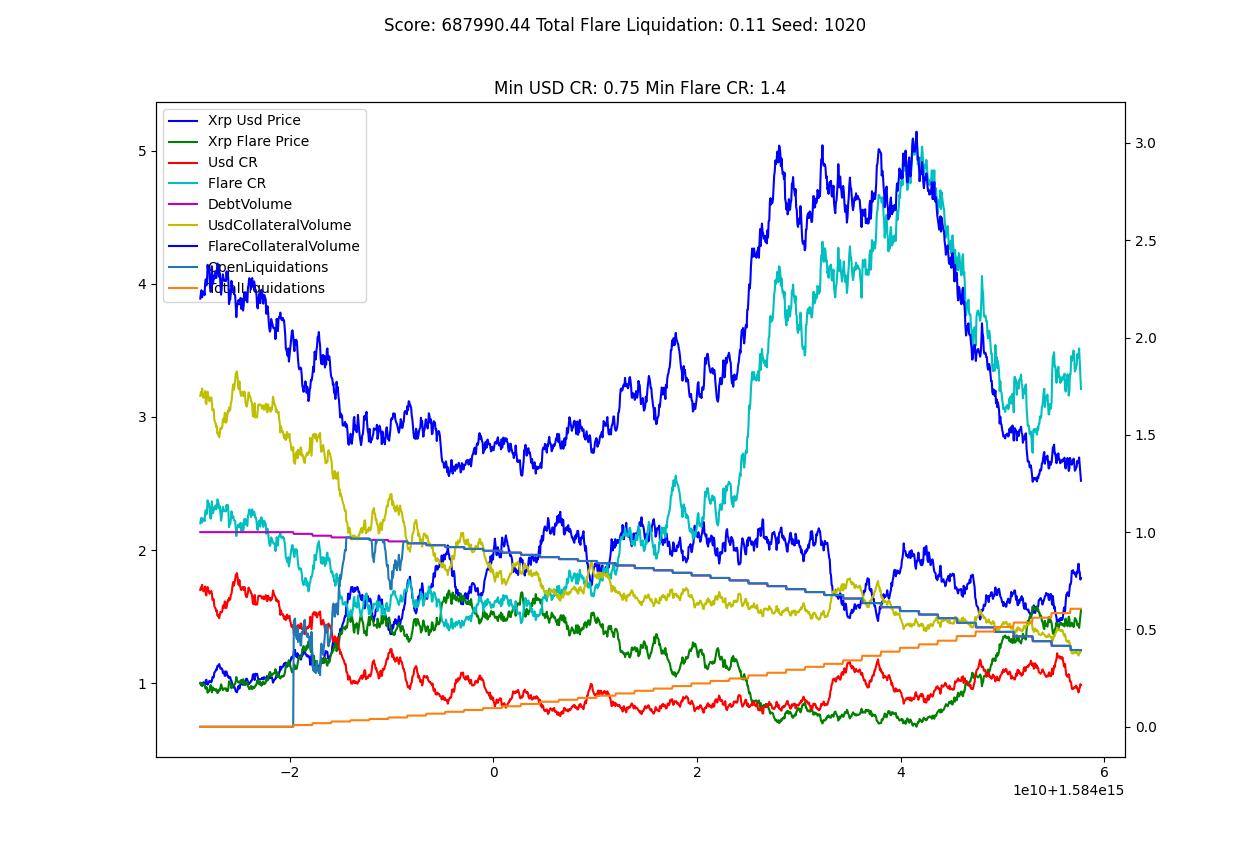 Score: 687990.44 Total Flare Liquidation: 0.11 Seed: 1020
Min USD CR: 0.75 Min Flare CR: 1.4
Xrp Usd Price
Xrp Flare Price
Usd CR
Flare CR
DebtVolume
UsdCollateralVolume
FlareCollateralVolume
OpenLiquidations
TotalLiquidations
5
4
3
2
1
3.0
2.5
2.0
1.5
1.0
0.5
0.0
−2
0
2
4
6
1e10+1.584e15